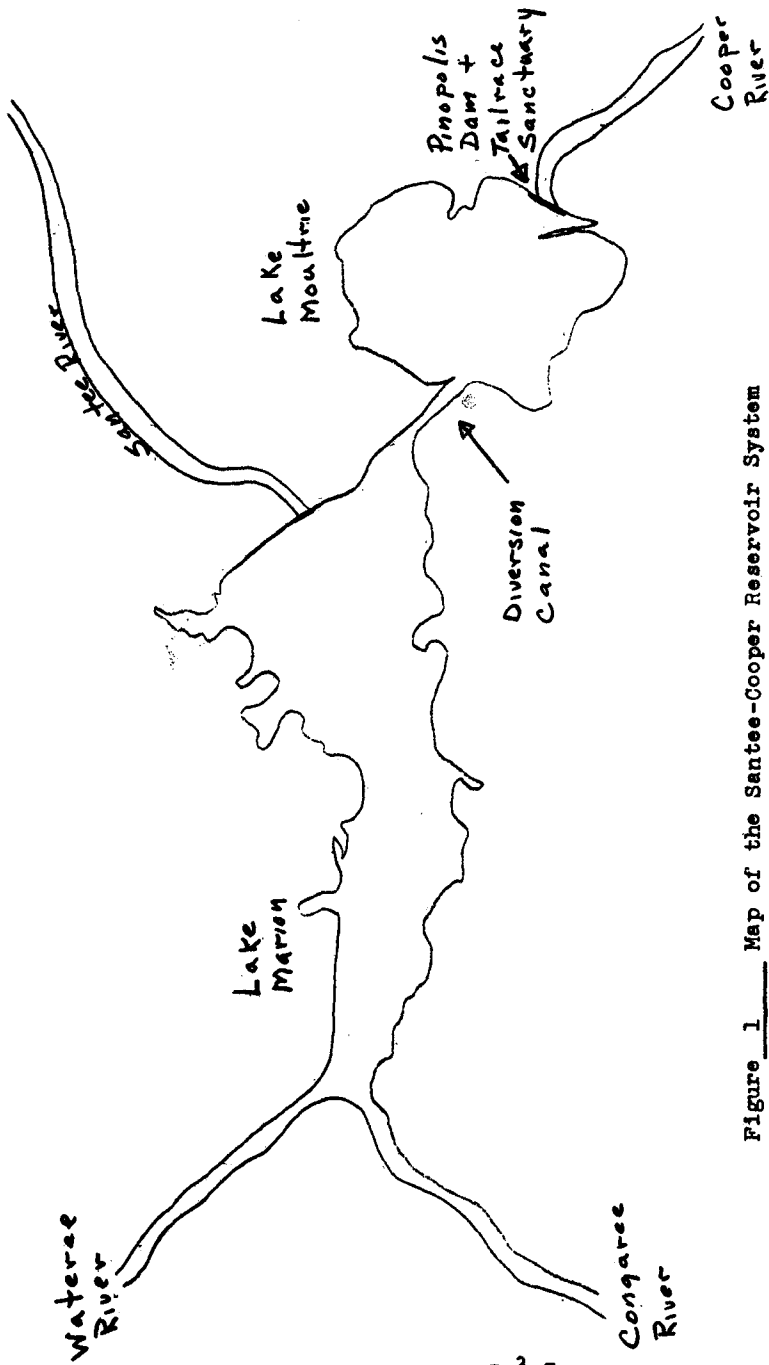 Wateree
River
Congaree
River
Lake
Marion
Santee River
Diversion
Canal
Lake
Moultrie
Pinopolis
Dam +
Tailrace
Sanctuary
Cooper
River
Figure 1 Map of the Santee-Cooper Reservoir System